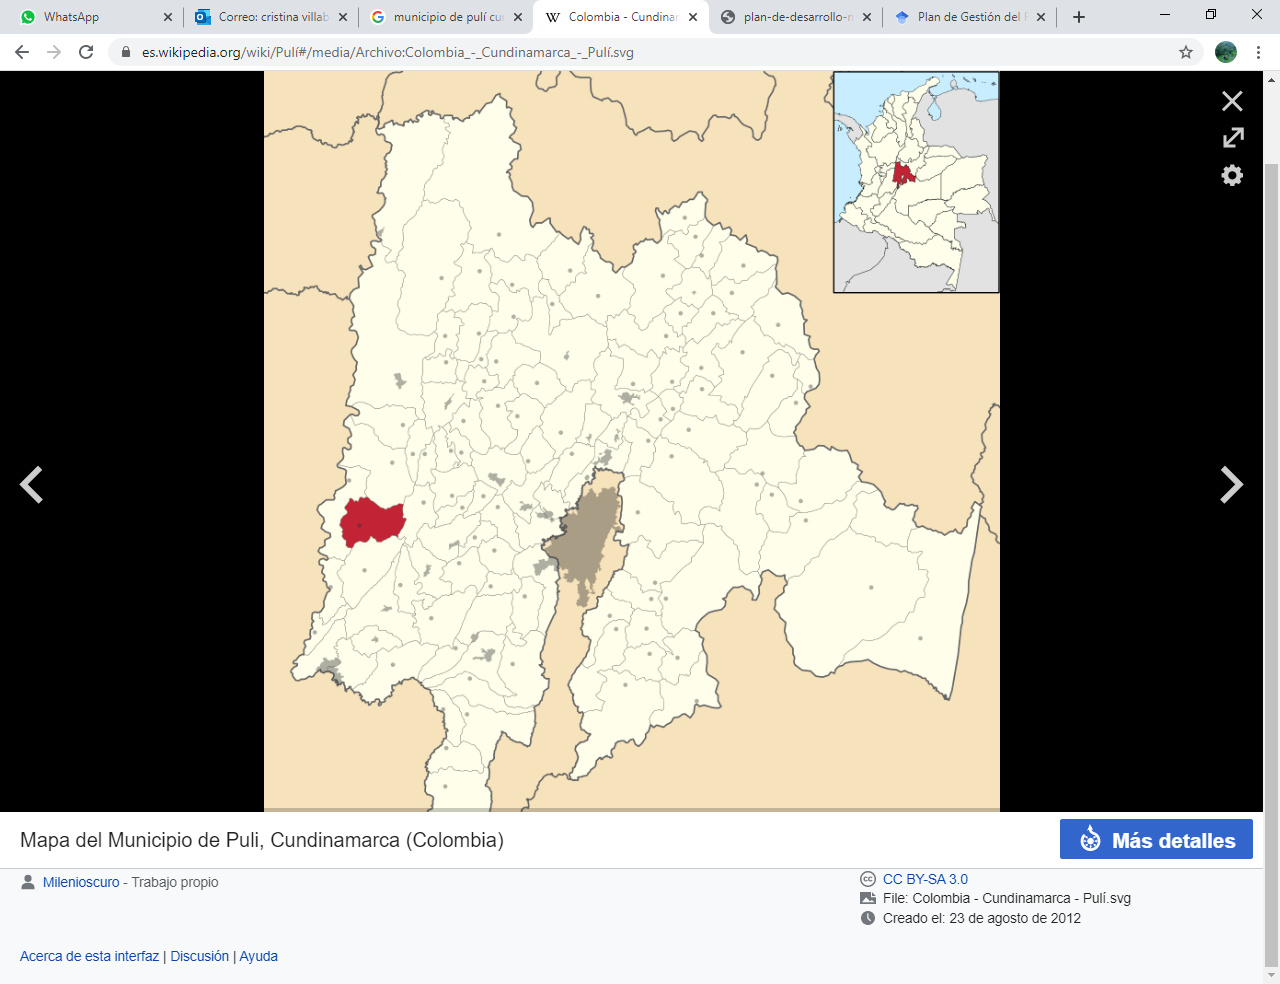 WhatsApp
Correo: cristina villab
municipio de pulí cu
Colombia - Cundinar
plan-de-desarrollo-
Plan de Gestión del
es.wikipedia.org/wiki/Pulí#/media/Archivo:Colombia_-_Cundinamarca_-_Pulí.svg
Mapa del Municipio de Puli, Cundinamarca (Colombia)
Más detalles
Milenioscuro - Trabajo propio
CC BY-SA 3.0
File: Colombia - Cundinamarca - Pulí.svg
Creado el: 23 de agosto de 2012
Acerca de esta interfaz | Discusión | Ayuda